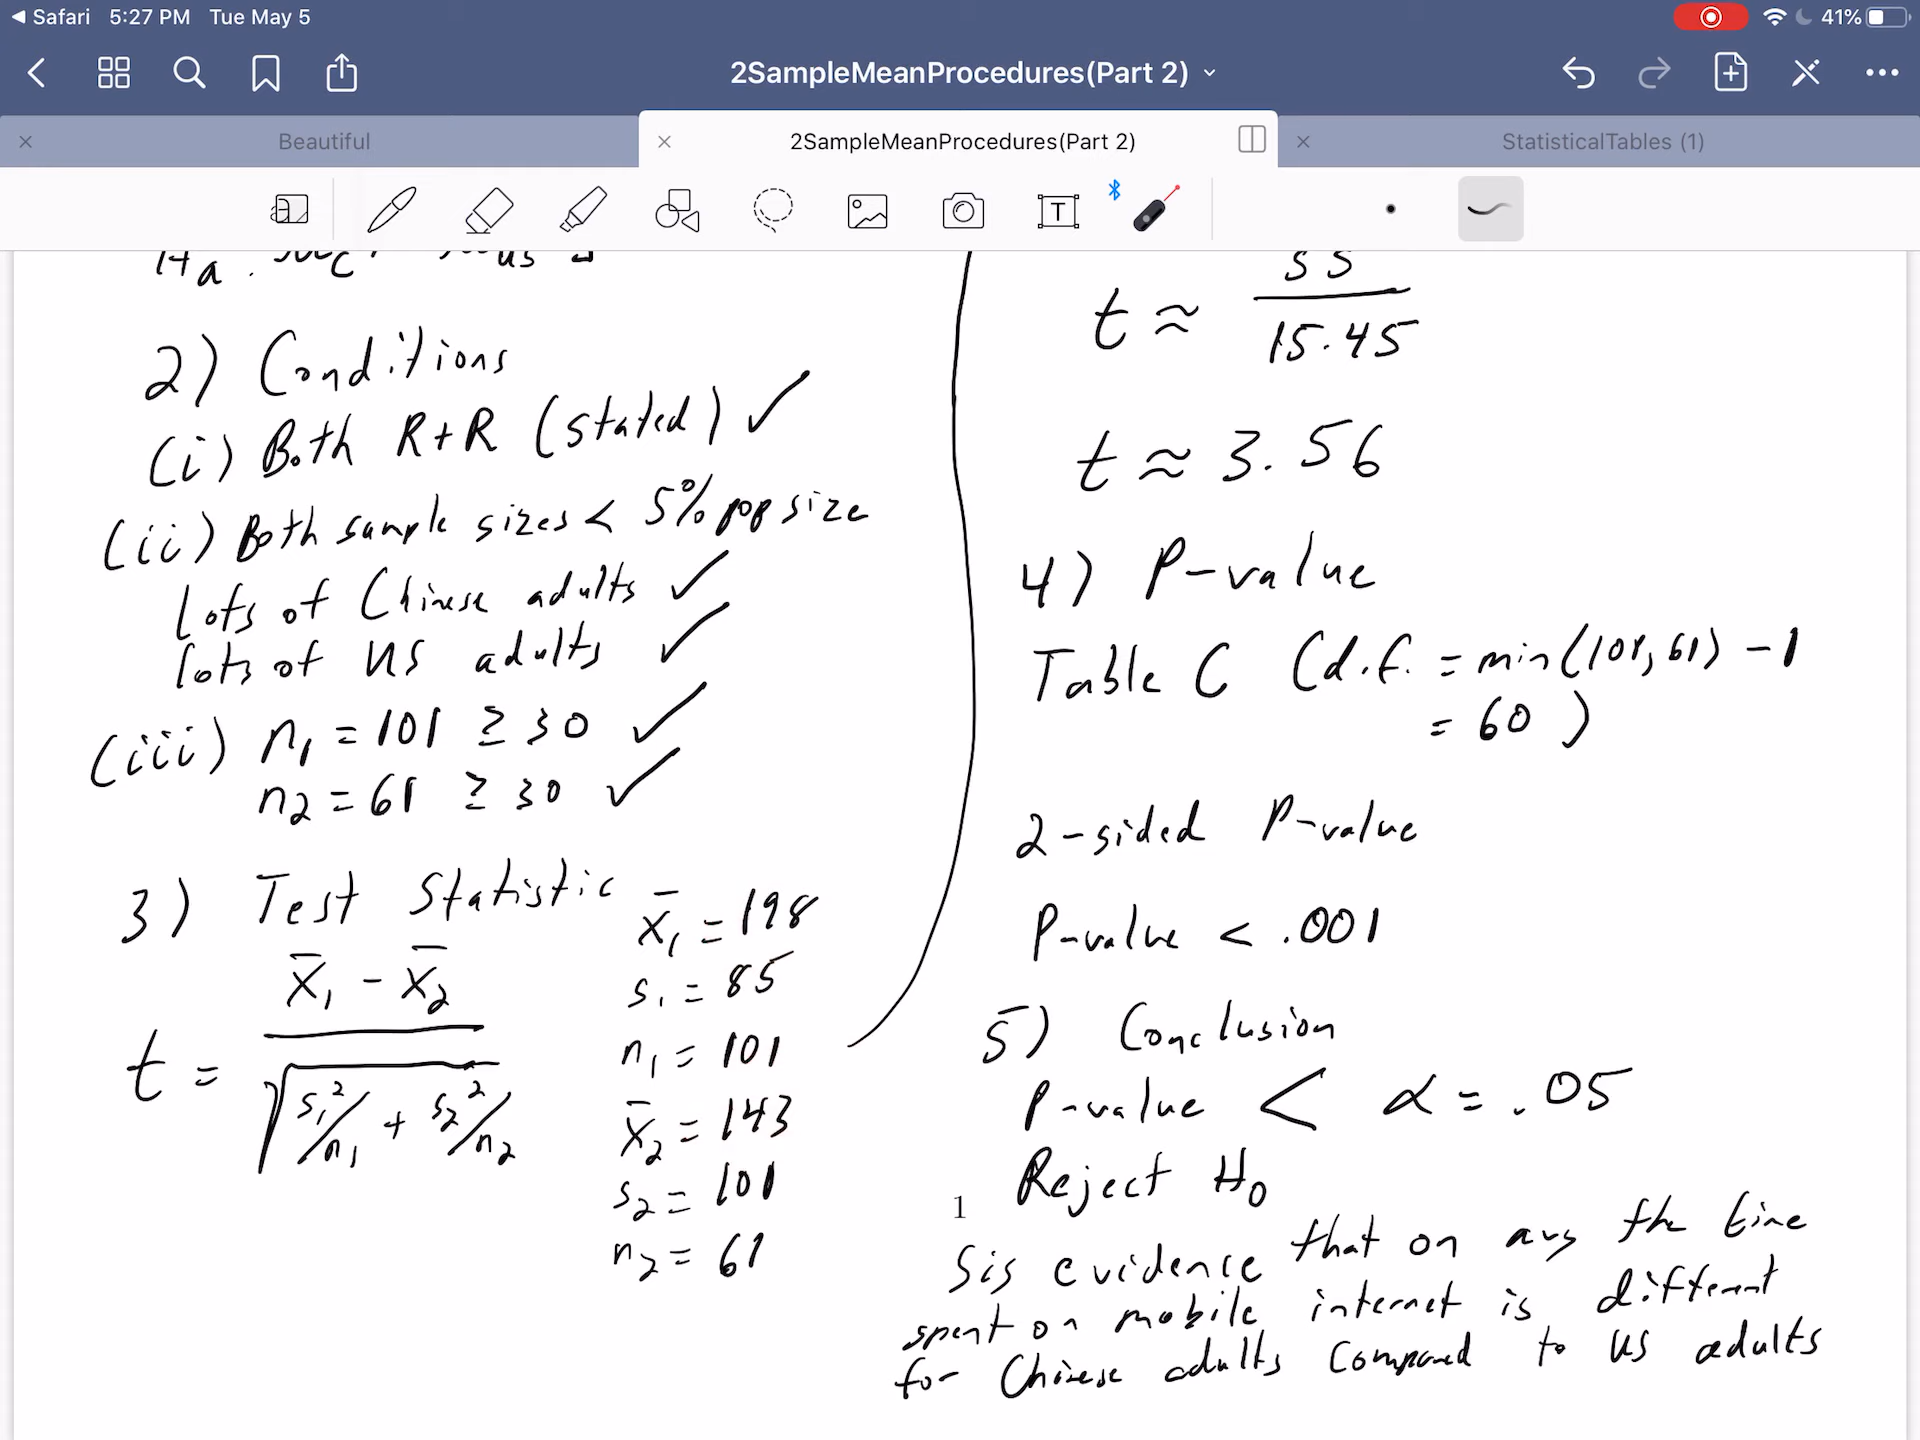 Safari 5:27 PM Tue May 5
41%
2SampleMeanProcedures(Part 2)
Beautiful
2SampleMeanProcedures(Part 2)
StatisticalTables (1)
2) Conditions
(i) Both R+R (stated) ✓
(ii) Both sample sizes < 5% pop size
lots of Chinese adults ✓
lots of US adults ✓
(iii) n₁ = 101 ≥ 30 ✓
n₂ = 61 ≥ 30 ✓
3) Test Statistic
t = (x̄₁ - x̄₂) / √(s₁²/n₁ + s₂²/n₂)
x̄₁ = 198
s₁ = 85
n₁ = 101
x̄₂ = 143
s₂ = 101
n₂ = 61
t ≈ 55 / 15.45
t ≈ 3.56
4) P-value
Table C (d.f. = min(101, 61) - 1
= 60)
2-sided P-value
P-value < .001
5) Conclusion
P-value < α = .05
Reject H₀
1
Sis evidence that on avg the time
spent on mobile internet is different
for Chinese adults compared to US adults